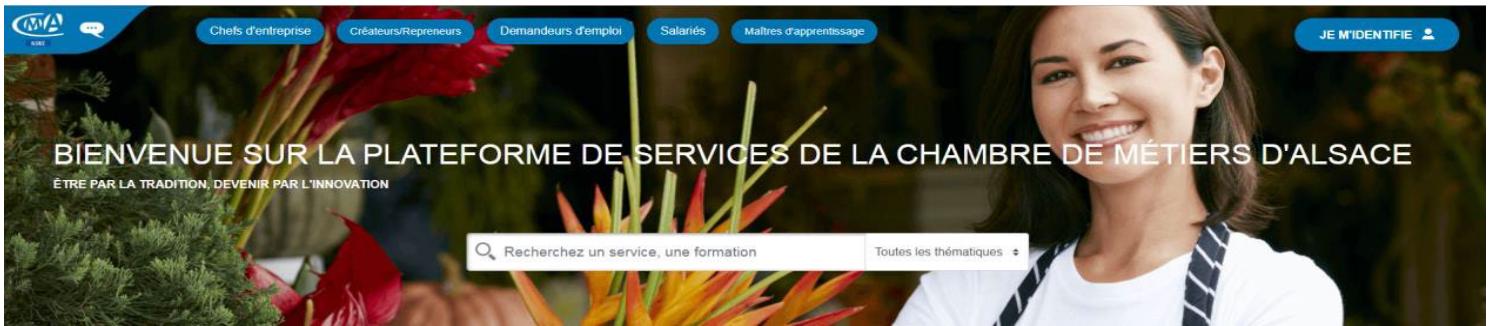 CMA
Chefs d'entreprise
Créateurs/Repreneurs
Demandeurs d'emploi
Salariés
Maîtres d'apprentissage
JE M'IDENTIFIE
BIENVENUE SUR LA PLATEFORME DE SERVICES DE LA CHAMBRE DE MÉTIERS D'ALSACE
ÊTRE PAR LA TRADITION, DEVENIR PAR L'INNOVATION
Recherchez un service, une formation
Toutes les thématiques